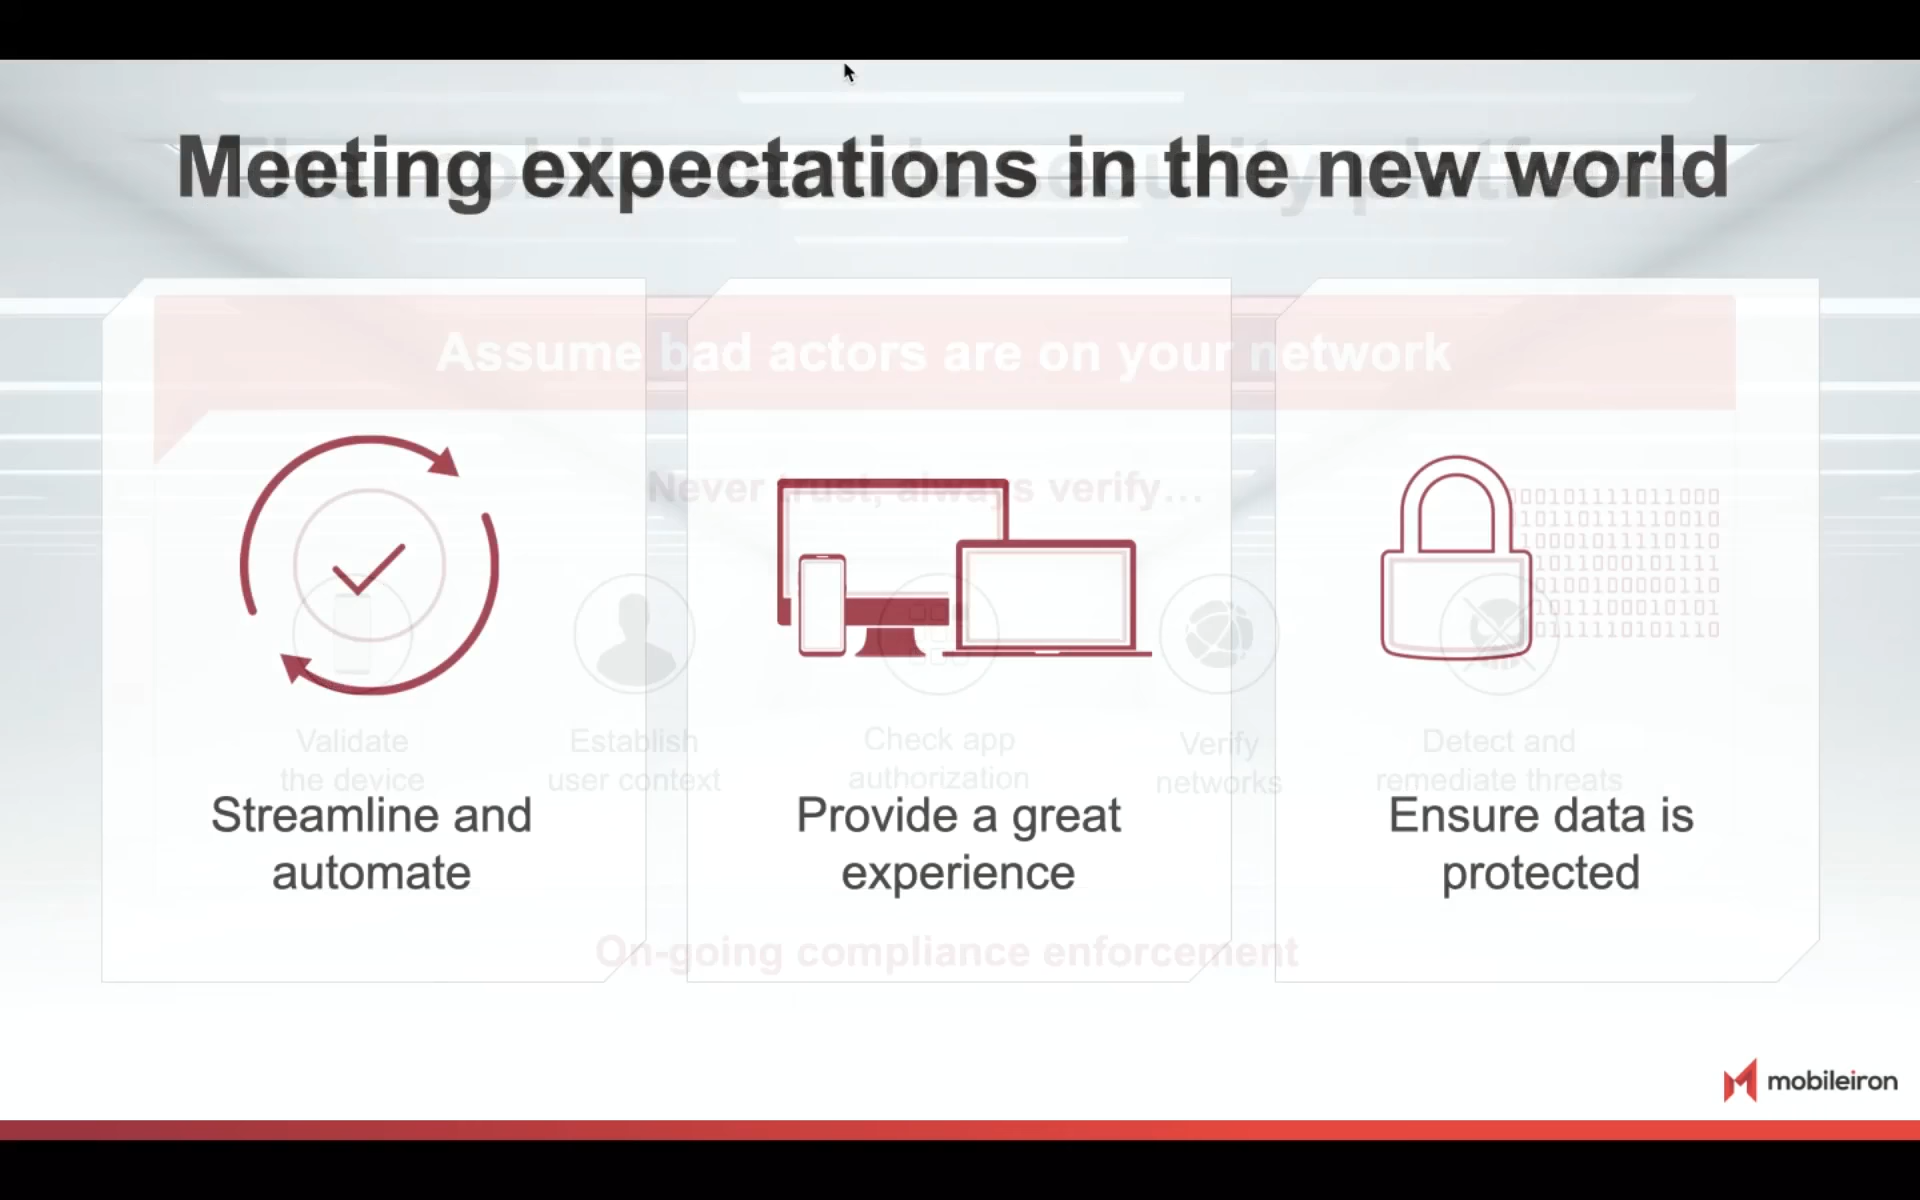 Meeting expectations in the new world
Assume bad actors are on your network
Never trust, always verify...
00101111011000
10110111110010
Validate
the device
Establish
user context
Check app
authorization
Verify
networks
Detect and
remediate threats
Streamline and
automate
Provide a great
experience
Ensure data is
protected
On-going compliance enforcement
mobileiron